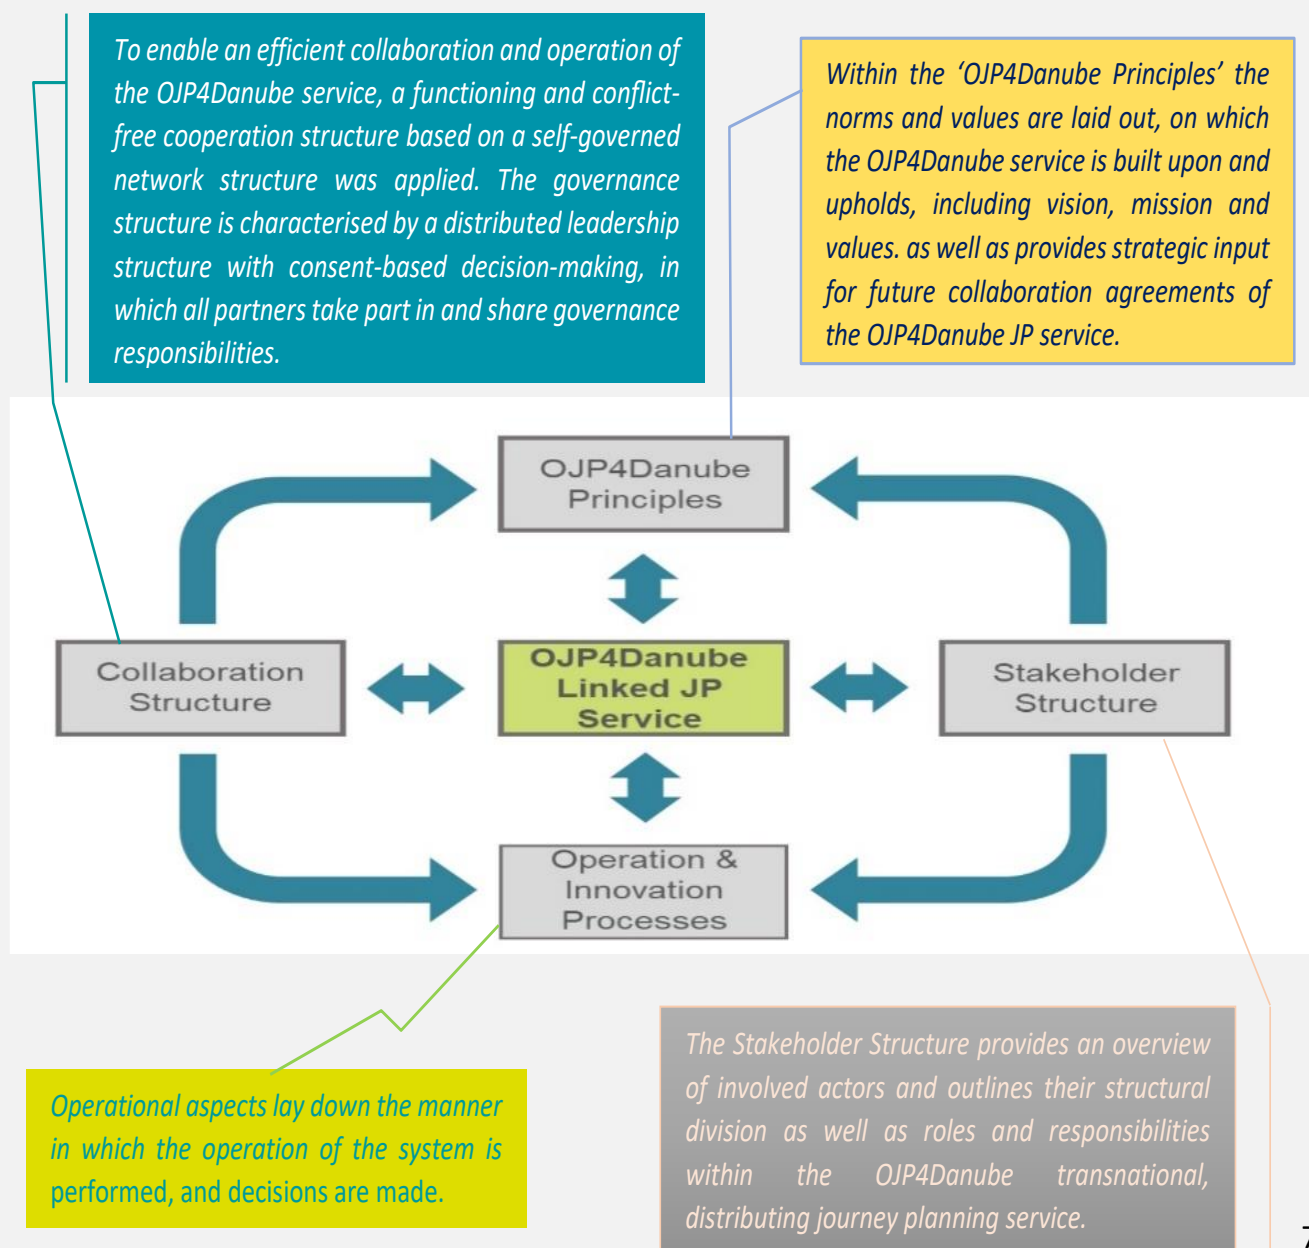 To enable an efficient collaboration and operation of
the OJP4Danube service, a functioning and conflict-
free cooperation structure based on a self-governed
network structure was applied. The governance
structure is characterised by a distributed leadership
structure with consent-based decision-making, in
which all partners take part in and share governance
responsibilities.
Within the ‘OJP4Danube Principles’ the
norms and values are laid out, on which
the OJP4Danube service is built upon and
upholds, including vision, mission and
values. as well as provides strategic input
for future collaboration agreements of
the OJP4Danube JP service.
OJP4Danube
Principles
Collaboration
Structure
OJP4Danube
Linked JP
Service
Stakeholder
Structure
Operation &
Innovation
Processes
Operational aspects lay down the manner
in which the operation of the system is
performed, and decisions are made.
The Stakeholder Structure provides an overview
of involved actors and outlines their structural
division as well as roles and responsibilities
within the OJP4Danube transnational,
distributing journey planning service.